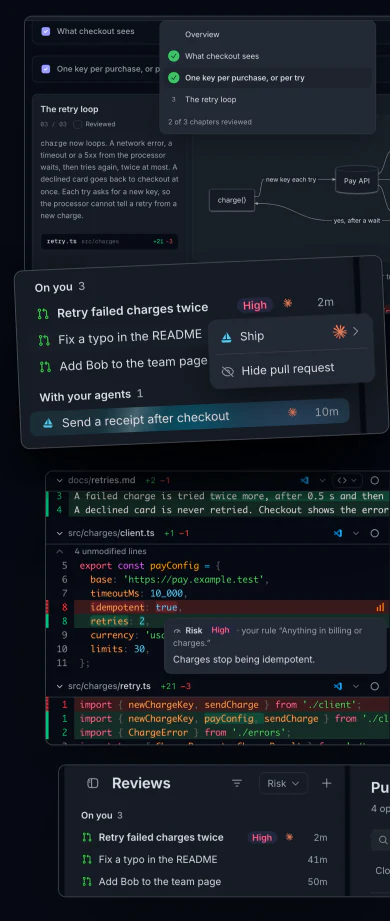 What checkout sees
One key per purchase, or p
Overview
What checkout sees
One key per purchase, or per try
3 The retry loop
2 of 3 chapters reviewed
The retry loop
03 / 03 Reviewed
charge now loops. A network error, a
timeout or a 5xx from the processor
waits, then tries again, twice at most. A
declined card goes back to checkout at
once. Each try asks for a new key, so
the processor cannot tell a retry from a
new charge.
retry.ts src/charges +21 −3
charge()
new key each try
Pay API
yes, after a wait
On you 3
Retry failed charges twice High 2m
Fix a typo in the README
Add Bob to the team page
Ship
Hide pull request
With your agents 1
Send a receipt after checkout 10m
docs/retries.md +2 −1
3 A failed charge is tried twice more, after 0.5 s and then
4 A declined card is never retried. Checkout shows the error
src/charges/client.ts +1 −1
4 unmodified lines
5 export const payConfig = {
6 base: 'https://pay.example.test',
7 timeoutMs: 10_000,
8 idempotent: true,
8 retries: 2,
9 currency: 'usd
10 limits: 30,
11 };
Risk High · your rule “Anything in billing or
charges.”
Charges stop being idempotent.
src/charges/retry.ts +21 −3
1 import { newChargeKey, sendCharge } from './client';
1 import { newChargeKey, payConfig, sendCharge } from './cl
2 import { ChargeError } from './errors';
Reviews
Risk
On you 3
Retry failed charges twice High 2m
Fix a typo in the README 41m
Add Bob to the team page 50m
Pu
4 op
Clo